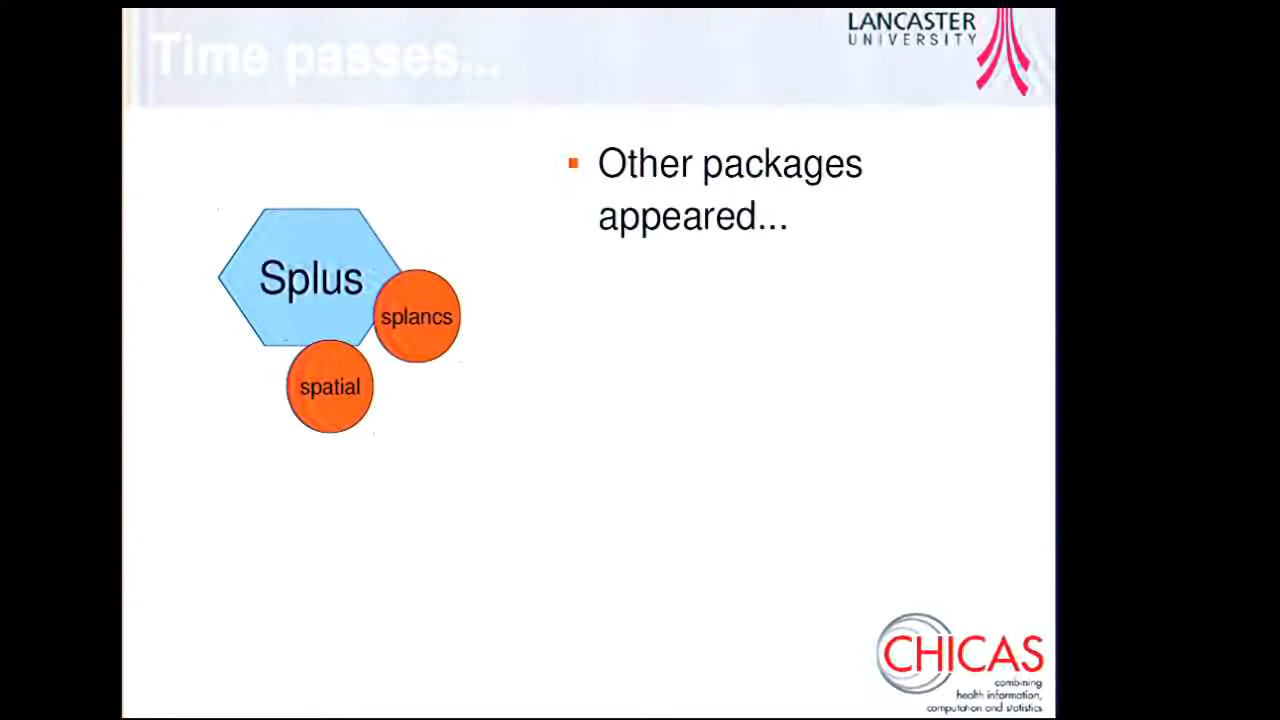 Time passes...
LANCASTER
UNIVERSITY
Other packages
appeared...
Splus
splancs
spatial
CHICAS
combining
health information,
computation and statistics